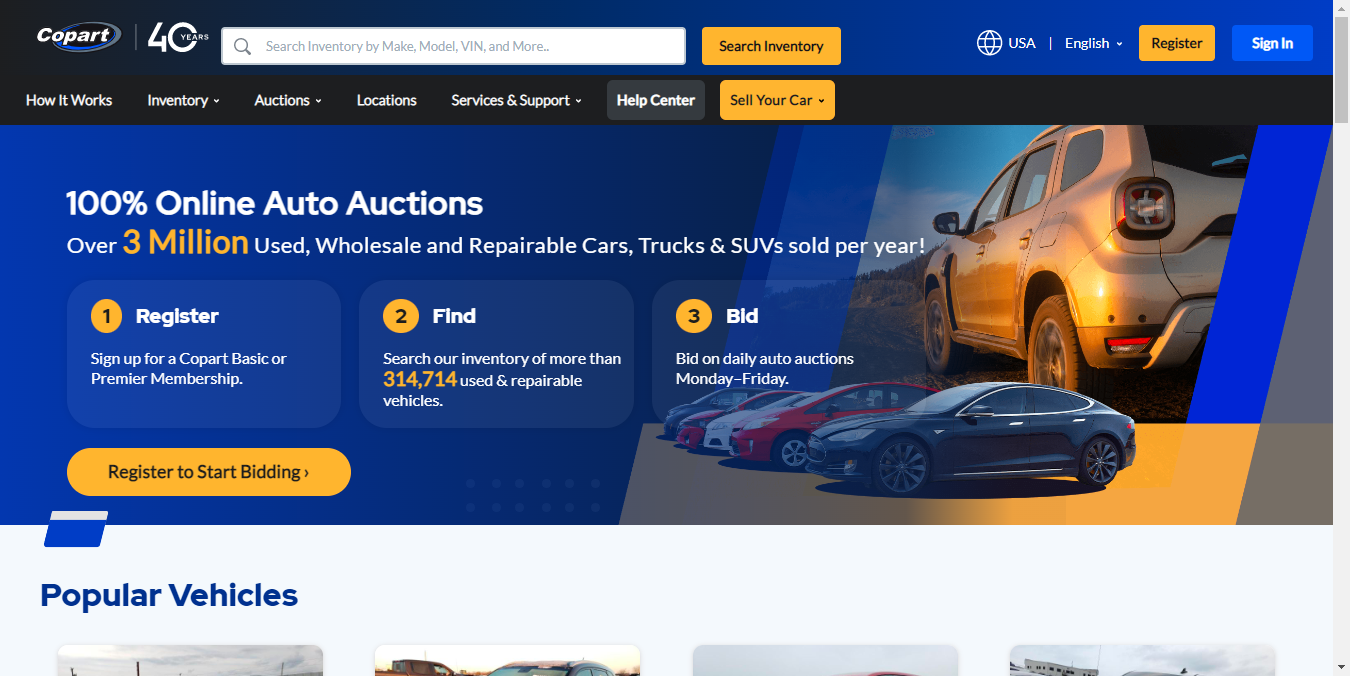 Copart
40 YEARS
Search Inventory by Make, Model, VIN, and More..
Search Inventory
USA | English
Register
Sign In
How It Works
Inventory
Auctions
Locations
Services & Support
Help Center
Sell Your Car
100% Online Auto Auctions
Over 3 Million Used, Wholesale and Repairable Cars, Trucks & SUVs sold per year!
1 Register
Sign up for a Copart Basic or
Premier Membership.
2 Find
Search our inventory of more than
314,714 used & repairable
vehicles.
3 Bid
Bid on daily auto auctions
Monday–Friday.
Register to Start Bidding ›
Popular Vehicles